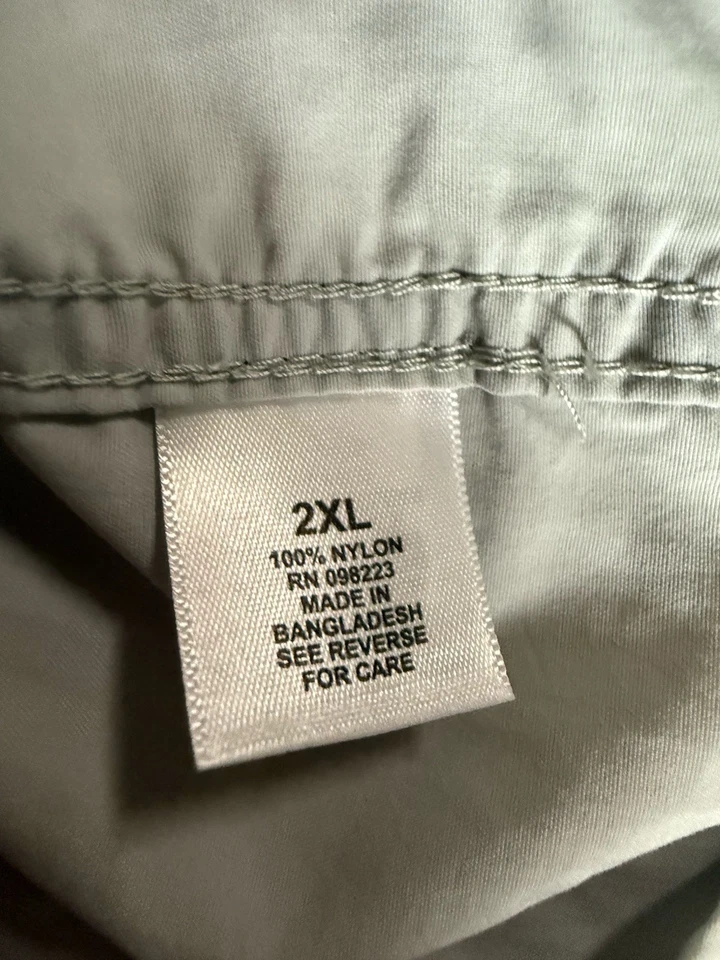 2XL
100% NYLON
RN 098223
MADE IN
BANGLADESH
SEE REVERSE
FOR CARE